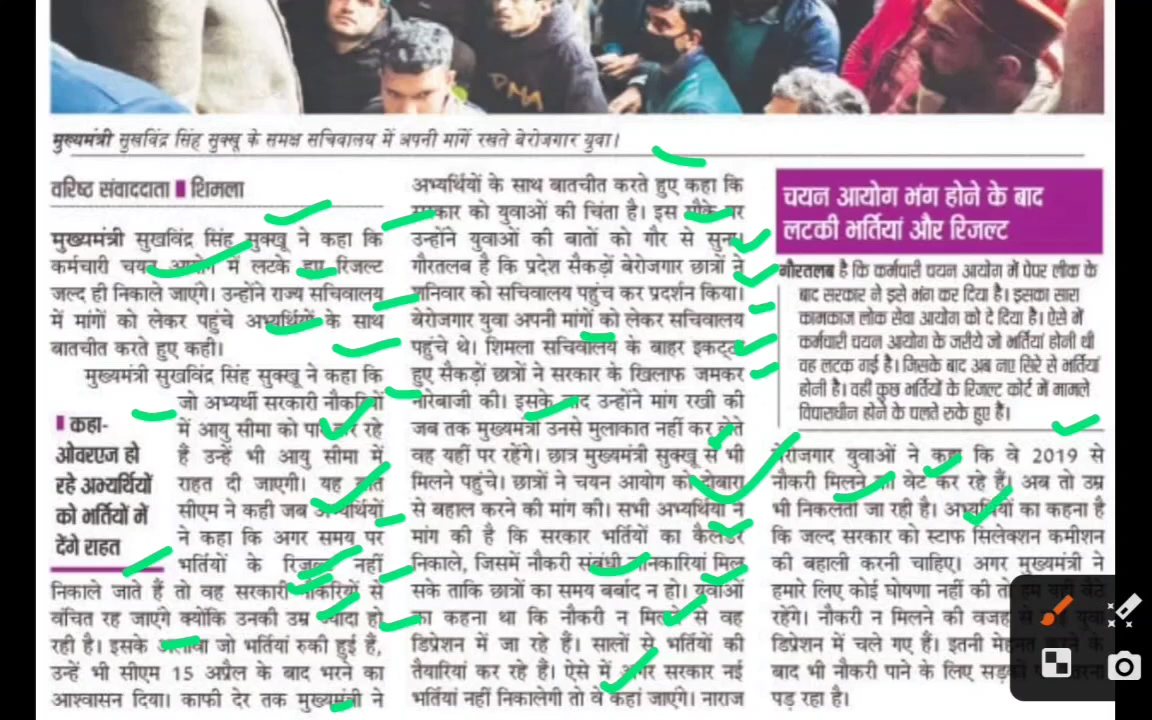 मुख्यमंत्री सुखविंद्र सिंह सुक्खू के समक्ष सचिवालय में अपनी मांगें रखते बेरोजगार युवा।
वरिष्ठ संवाददाता शिमला
मुख्यमंत्री सुखविंद्र सिंह सुक्खू ने कहा कि
कर्मचारी चयन आयोग में लटके हुए रिजल्ट
जल्द ही निकाले जाएंगे। उन्होंने राज्य सचिवालय
में मांगों को लेकर पहुंचे अभ्यर्थियों के साथ
बातचीत करते हुए कही।
मुख्यमंत्री सुखविंद्र सिंह सुक्खू ने कहा कि
जो अभ्यर्थी सरकारी नौकरियों
में आयु सीमा को पार कर रहे
हैं उन्हें भी आयु सीमा में
राहत दी जाएगी। यह बात
सीएम ने कही जब अभ्यर्थियों
ने कहा कि अगर समय पर
भर्तियों के रिजल्ट नहीं
कहा-
ओवरएज हो
रहे अभ्यर्थियों
को भर्तियों में
देंगे राहत
निकाले जाते हैं तो वह सरकारी नौकरियों से
वंचित रह जाएंगे क्योंकि उनकी उम्र ज्यादा हो
रही है। इसके अलावा जो भर्तियां रुकी हुई हैं,
उन्हें भी सीएम 15 अप्रैल के बाद भरने का
आश्वासन दिया। काफी देर तक मुख्यमंत्री ने
अभ्यर्थियों के साथ बातचीत करते हुए कहा कि
सरकार को युवाओं की चिंता है। इस मौके पर
उन्होंने युवाओं की बातों को गौर से सुना।
गौरतलब है कि प्रदेश सैकड़ों बेरोजगार छात्रों ने
शनिवार को सचिवालय पहुंच कर प्रदर्शन किया।
बेरोजगार युवा अपनी मांगों को लेकर सचिवालय
पहुंचे थे। शिमला सचिवालय के बाहर इकट्ठा
हुए सैकड़ों छात्रों ने सरकार के खिलाफ जमकर
नारेबाजी की। इसके बाद उन्होंने मांग रखी की
जब तक मुख्यमंत्री उनसे मुलाकात नहीं कर लेते
वह यहीं पर रहेंगे। छात्र मुख्यमंत्री सुक्खू से भी
मिलने पहुंचे। छात्रों ने चयन आयोग को दोबारा
से बहाल करने की मांग की। सभी अभ्यर्थियों ने
मांग की है कि सरकार भर्तियों का कैलेंडर
निकाले, जिसमें नौकरी संबंधी जानकारियां मिल
सके ताकि छात्रों का समय बर्बाद न हो। युवाओं
का कहना था कि नौकरी न मिलने से वह
डिप्रेशन में जा रहे हैं। सालों से भर्तियों की
तैयारियां कर रहे हैं। ऐसे में अगर सरकार नई
भर्तियां नहीं निकालेगी तो वे कहां जाएंगे। नाराज
चयन आयोग भंग होने के बाद
लटकी भर्तियां और रिजल्ट
गौरतलब है कि कर्मचारी चयन आयोग में पेपर लीक के
बाद सरकार ने इसे भंग कर दिया है। इसका सारा
कामकाज लोक सेवा आयोग को दे दिया है। ऐसे में
कर्मचारी चयन आयोग के जरीये जो भर्तियां होनी थी
वह लटक गई है। जिसके बाद अब नए सिरे से भर्तियां
होनी है। वहीं कुछ भर्तियों के रिजल्ट कोर्ट में मामले
विचाराधीन होने के चलते रुके हुए हैं।
बेरोजगार युवाओं ने कहा कि वे 2019 से
नौकरी मिलने का वेट कर रहे हैं। अब तो उम्र
भी निकलती जा रही है। अभ्यर्थियों का कहना है
कि जल्द सरकार को स्टाफ सिलेक्शन कमीशन
की बहाली करनी चाहिए। अगर मुख्यमंत्री ने
हमारे लिए कोई घोषणा नहीं की तो हम यहीं बैठे
रहेंगे। नौकरी न मिलने की वजह से कई युवा
डिप्रेशन में चले गए हैं। इतनी मेहनत करने के
बाद भी नौकरी पाने के लिए सड़कों पर उतरना
पड़ रहा है।